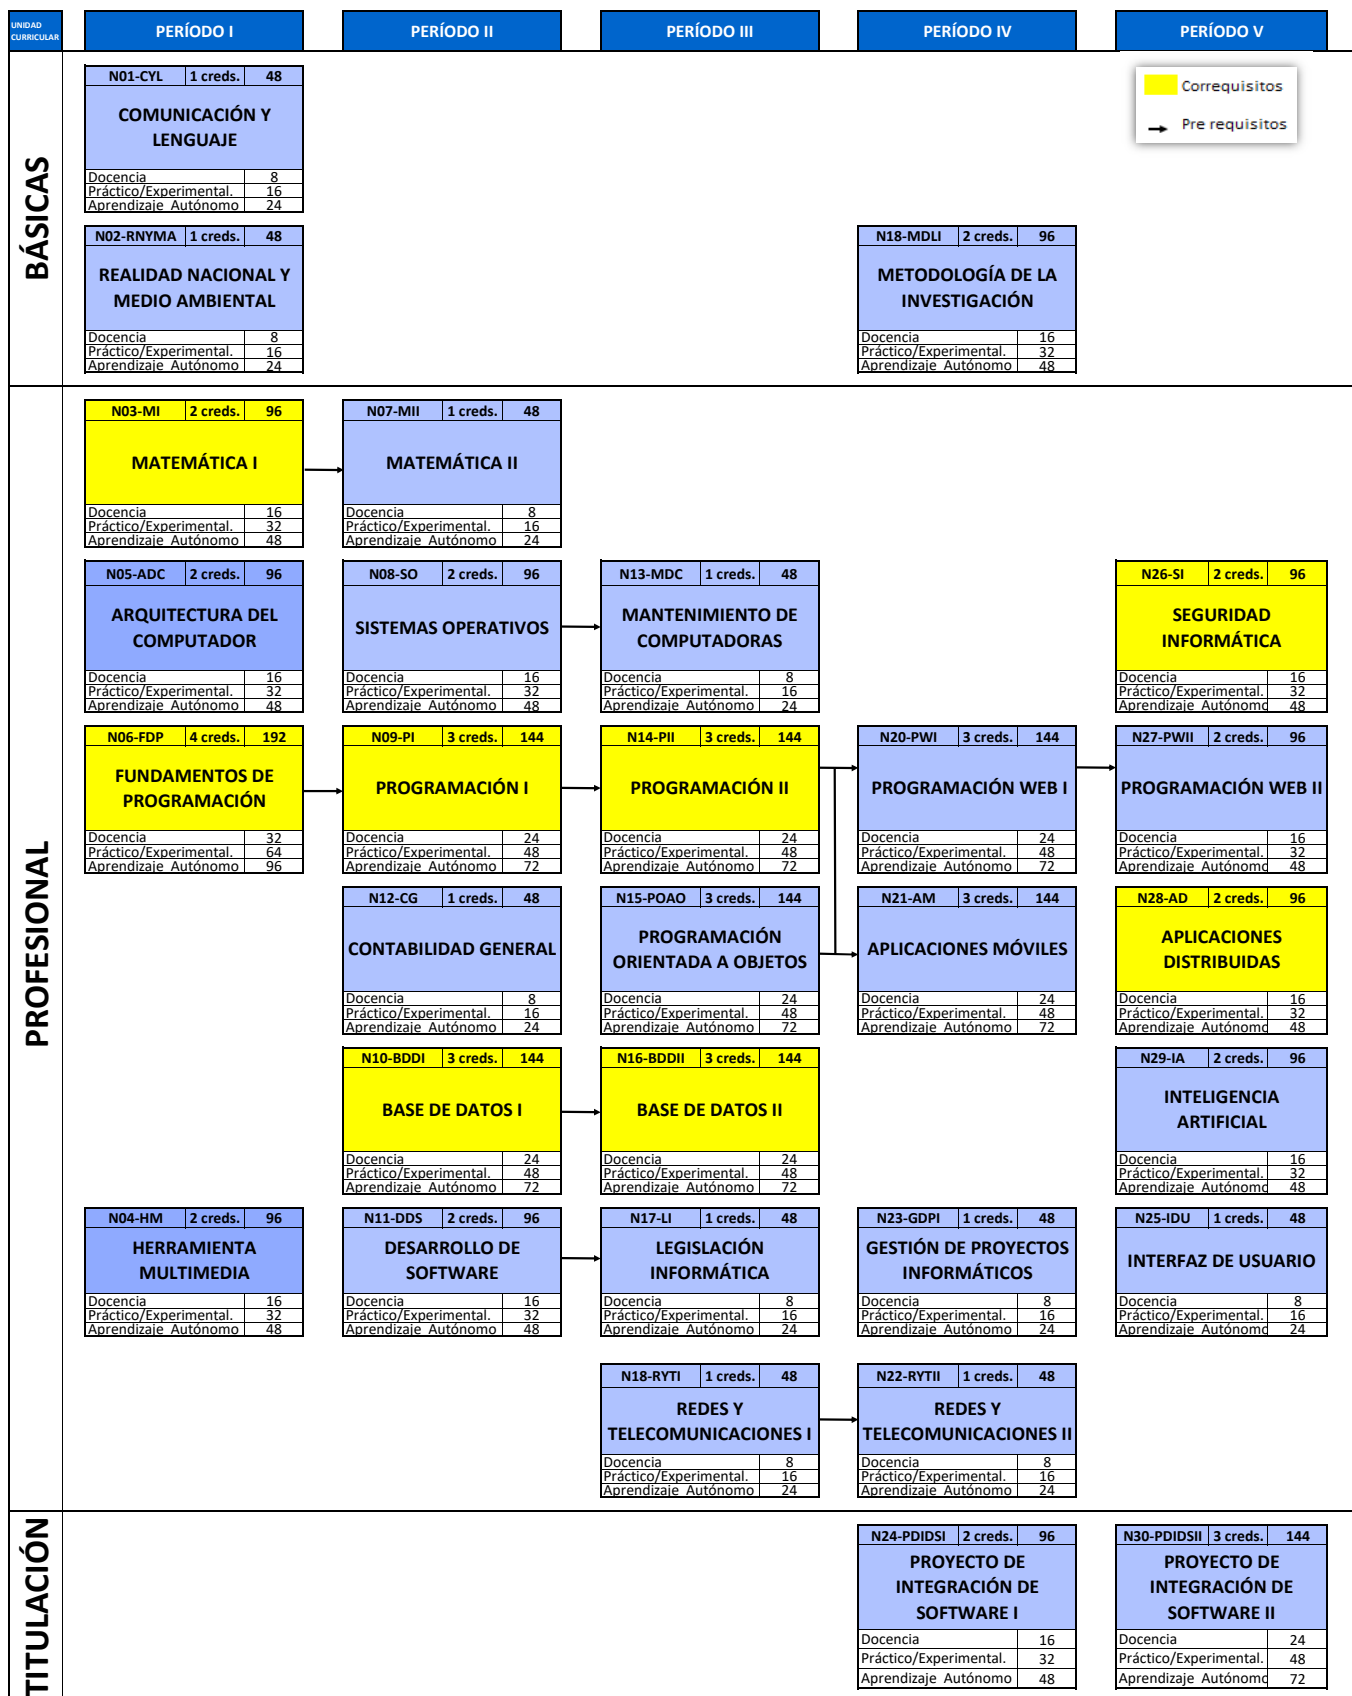 UNIDAD
CURRICULAR
PERÍODO I
PERÍODO II
PERÍODO III
PERÍODO IV
PERÍODO V
Correquisitos
Pre requisitos
BÁSICAS
N01-CYL 1 creds. 48
COMUNICACIÓN Y
LENGUAJE
Docencia 8
Práctico/Experimental. 16
Aprendizaje Autónomo 24
N02-RNYMA 1 creds. 48
REALIDAD NACIONAL Y
MEDIO AMBIENTAL
Docencia 8
Práctico/Experimental. 16
Aprendizaje Autónomo 24
N18-MDLI 2 creds. 96
METODOLOGÍA DE LA
INVESTIGACIÓN
Docencia 16
Práctico/Experimental. 32
Aprendizaje Autónomo 48
PROFESIONAL
N03-MI 2 creds. 96
MATEMÁTICA I
Docencia 16
Práctico/Experimental. 32
Aprendizaje Autónomo 48
N07-MII 1 creds. 48
MATEMÁTICA II
Docencia 8
Práctico/Experimental. 16
Aprendizaje Autónomo 24
N05-ADC 2 creds. 96
ARQUITECTURA DEL
COMPUTADOR
Docencia 16
Práctico/Experimental. 32
Aprendizaje Autónomo 48
N08-SO 2 creds. 96
SISTEMAS OPERATIVOS
Docencia 16
Práctico/Experimental. 32
Aprendizaje Autónomo 48
N13-MDC 1 creds. 48
MANTENIMIENTO DE
COMPUTADORAS
Docencia 8
Práctico/Experimental. 16
Aprendizaje Autónomo 24
N26-SI 2 creds. 96
SEGURIDAD
INFORMÁTICA
Docencia 16
Práctico/Experimental. 32
Aprendizaje Autónomo 48
N06-FDP 4 creds. 192
FUNDAMENTOS DE
PROGRAMACIÓN
Docencia 32
Práctico/Experimental. 64
Aprendizaje Autónomo 96
N09-PI 3 creds. 144
PROGRAMACIÓN I
Docencia 24
Práctico/Experimental. 48
Aprendizaje Autónomo 72
N14-PII 3 creds. 144
PROGRAMACIÓN II
Docencia 24
Práctico/Experimental. 48
Aprendizaje Autónomo 72
N20-PWI 3 creds. 144
PROGRAMACIÓN WEB I
Docencia 24
Práctico/Experimental. 48
Aprendizaje Autónomo 72
N27-PWII 2 creds. 96
PROGRAMACIÓN WEB II
Docencia 16
Práctico/Experimental. 32
Aprendizaje Autónomo 48
N12-CG 1 creds. 48
CONTABILIDAD GENERAL
Docencia 8
Práctico/Experimental. 16
Aprendizaje Autónomo 24
N15-POAO 3 creds. 144
PROGRAMACIÓN
ORIENTADA A OBJETOS
Docencia 24
Práctico/Experimental. 48
Aprendizaje Autónomo 72
N21-AM 3 creds. 144
APLICACIONES MÓVILES
Docencia 24
Práctico/Experimental. 48
Aprendizaje Autónomo 72
N28-AD 2 creds. 96
APLICACIONES
DISTRIBUIDAS
Docencia 16
Práctico/Experimental. 32
Aprendizaje Autónomo 48
N10-BDDI 3 creds. 144
BASE DE DATOS I
Docencia 24
Práctico/Experimental. 48
Aprendizaje Autónomo 72
N16-BDDII 3 creds. 144
BASE DE DATOS II
Docencia 24
Práctico/Experimental. 48
Aprendizaje Autónomo 72
N29-IA 2 creds. 96
INTELIGENCIA
ARTIFICIAL
Docencia 16
Práctico/Experimental. 32
Aprendizaje Autónomo 48
N04-HM 2 creds. 96
HERRAMIENTA
MULTIMEDIA
Docencia 16
Práctico/Experimental. 32
Aprendizaje Autónomo 48
N11-DDS 2 creds. 96
DESARROLLO DE
SOFTWARE
Docencia 16
Práctico/Experimental. 32
Aprendizaje Autónomo 48
N17-LI 1 creds. 48
LEGISLACIÓN
INFORMÁTICA
Docencia 8
Práctico/Experimental. 16
Aprendizaje Autónomo 24
N23-GDPI 1 creds. 48
GESTIÓN DE PROYECTOS
INFORMÁTICOS
Docencia 8
Práctico/Experimental. 16
Aprendizaje Autónomo 24
N25-IDU 1 creds. 48
INTERFAZ DE USUARIO
Docencia 8
Práctico/Experimental. 16
Aprendizaje Autónomo 24
N18-RYTI 1 creds. 48
REDES Y
TELECOMUNICACIONES I
Docencia 8
Práctico/Experimental. 16
Aprendizaje Autónomo 24
N22-RYTII 1 creds. 48
REDES Y
TELECOMUNICACIONES II
Docencia 8
Práctico/Experimental. 16
Aprendizaje Autónomo 24
TITULACIÓN
N24-PDIDSI 2 creds. 96
PROYECTO DE
INTEGRACIÓN DE
SOFTWARE I
Docencia 16
Práctico/Experimental. 32
Aprendizaje Autónomo 48
N30-PDIDSII 3 creds. 144
PROYECTO DE
INTEGRACIÓN DE
SOFTWARE II
Docencia 24
Práctico/Experimental. 48
Aprendizaje Autónomo 72